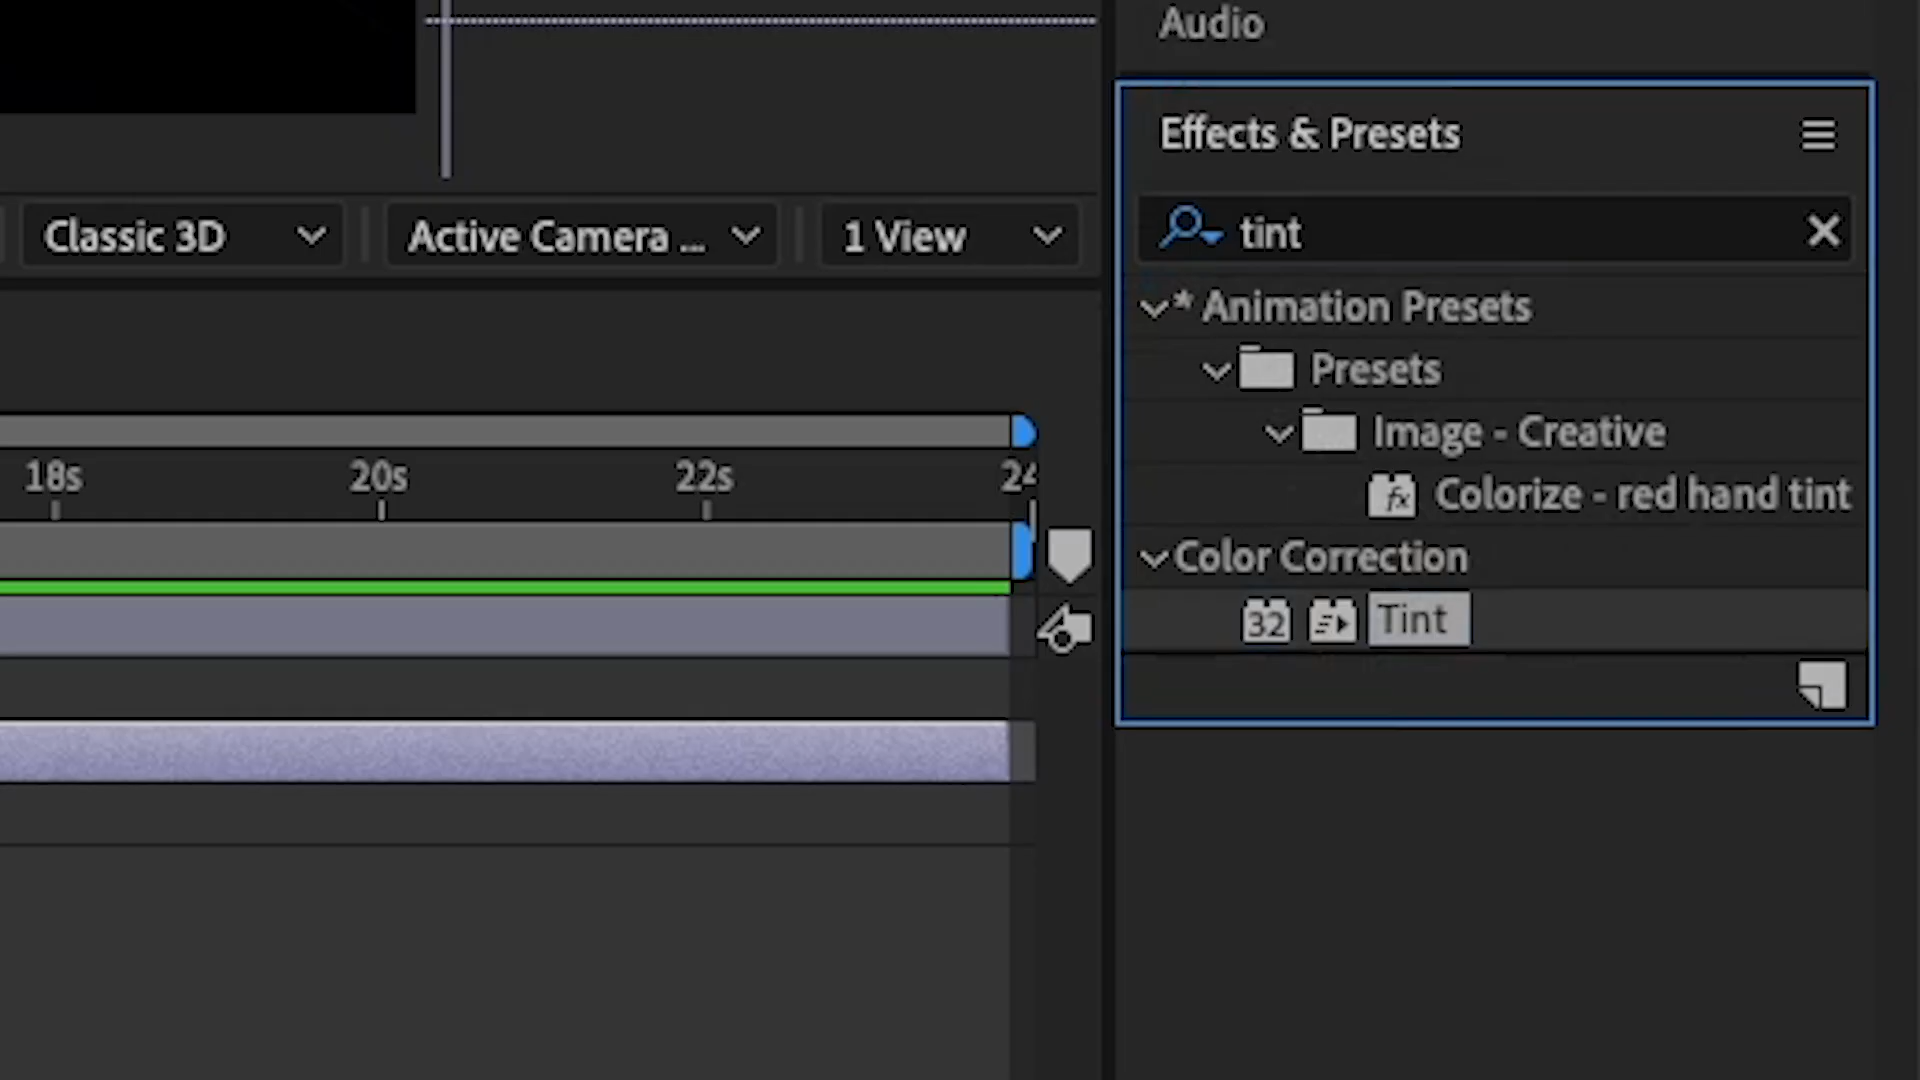 Audio
Effects & Presets
tint
Classic 3D
Active Camera ...
1 View
* Animation Presets
Presets
Image - Creative
Colorize - red hand tint
Color Correction
32 Tint
18s
20s
22s
24